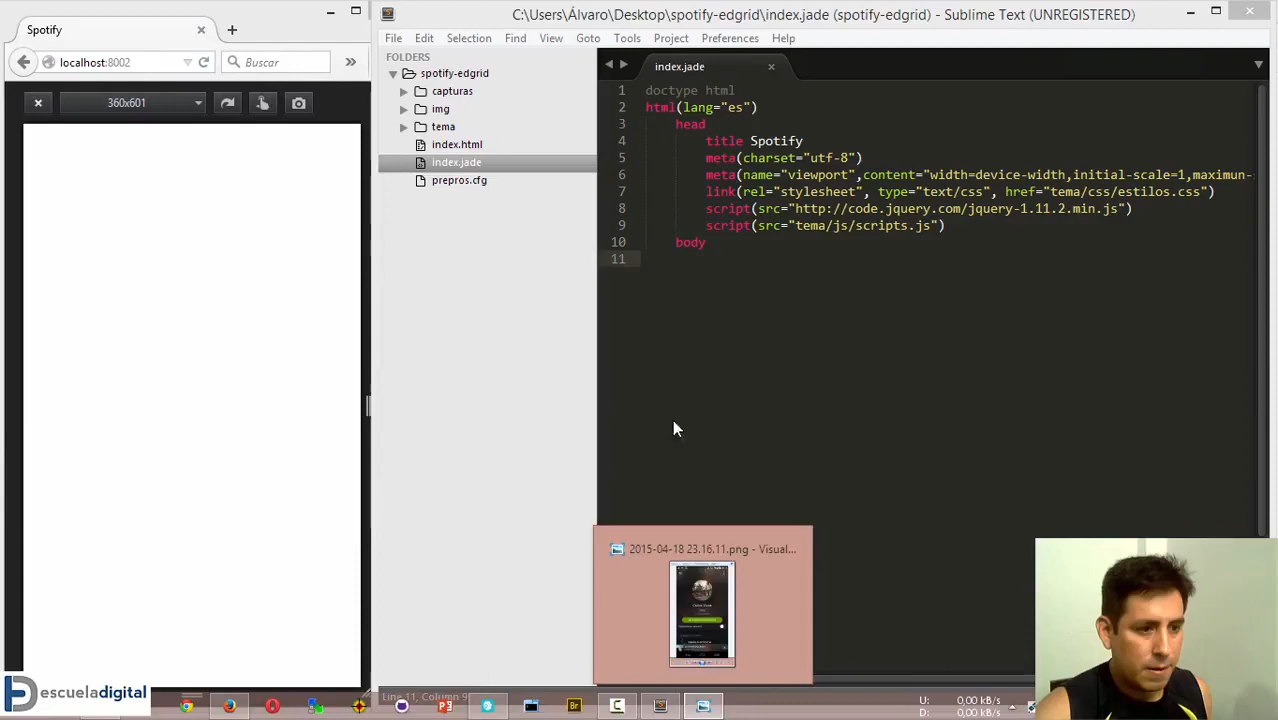 Spotify
localhost:8002
Buscar
360x601
C:\Users\Álvaro\Desktop\spotify-edgrid\index.jade (spotify-edgrid) - Sublime Text (UNREGISTERED)
File Edit Selection Find View Goto Tools Project Preferences Help
FOLDERS
spotify-edgrid
capturas
img
tema
index.html
index.jade
prepros.cfg
index.jade
1 doctype html
2 html(lang="es")
3 head
4 title Spotify
5 meta(charset="utf-8")
6 meta(name="viewport",content="width=device-width,initial-scale=1,maximun-
7 link(rel="stylesheet", type="text/css", href="tema/css/estilos.css")
8 script(src="http://code.jquery.com/jquery-1.11.2.min.js")
9 script(src="tema/js/scripts.js")
10 body
11
2015-04-18 23.16.11.png - Visual...
Line 11, Column 9
escueladigital
Br
U: 0,00 kB/s
D: 0,00 kB/s